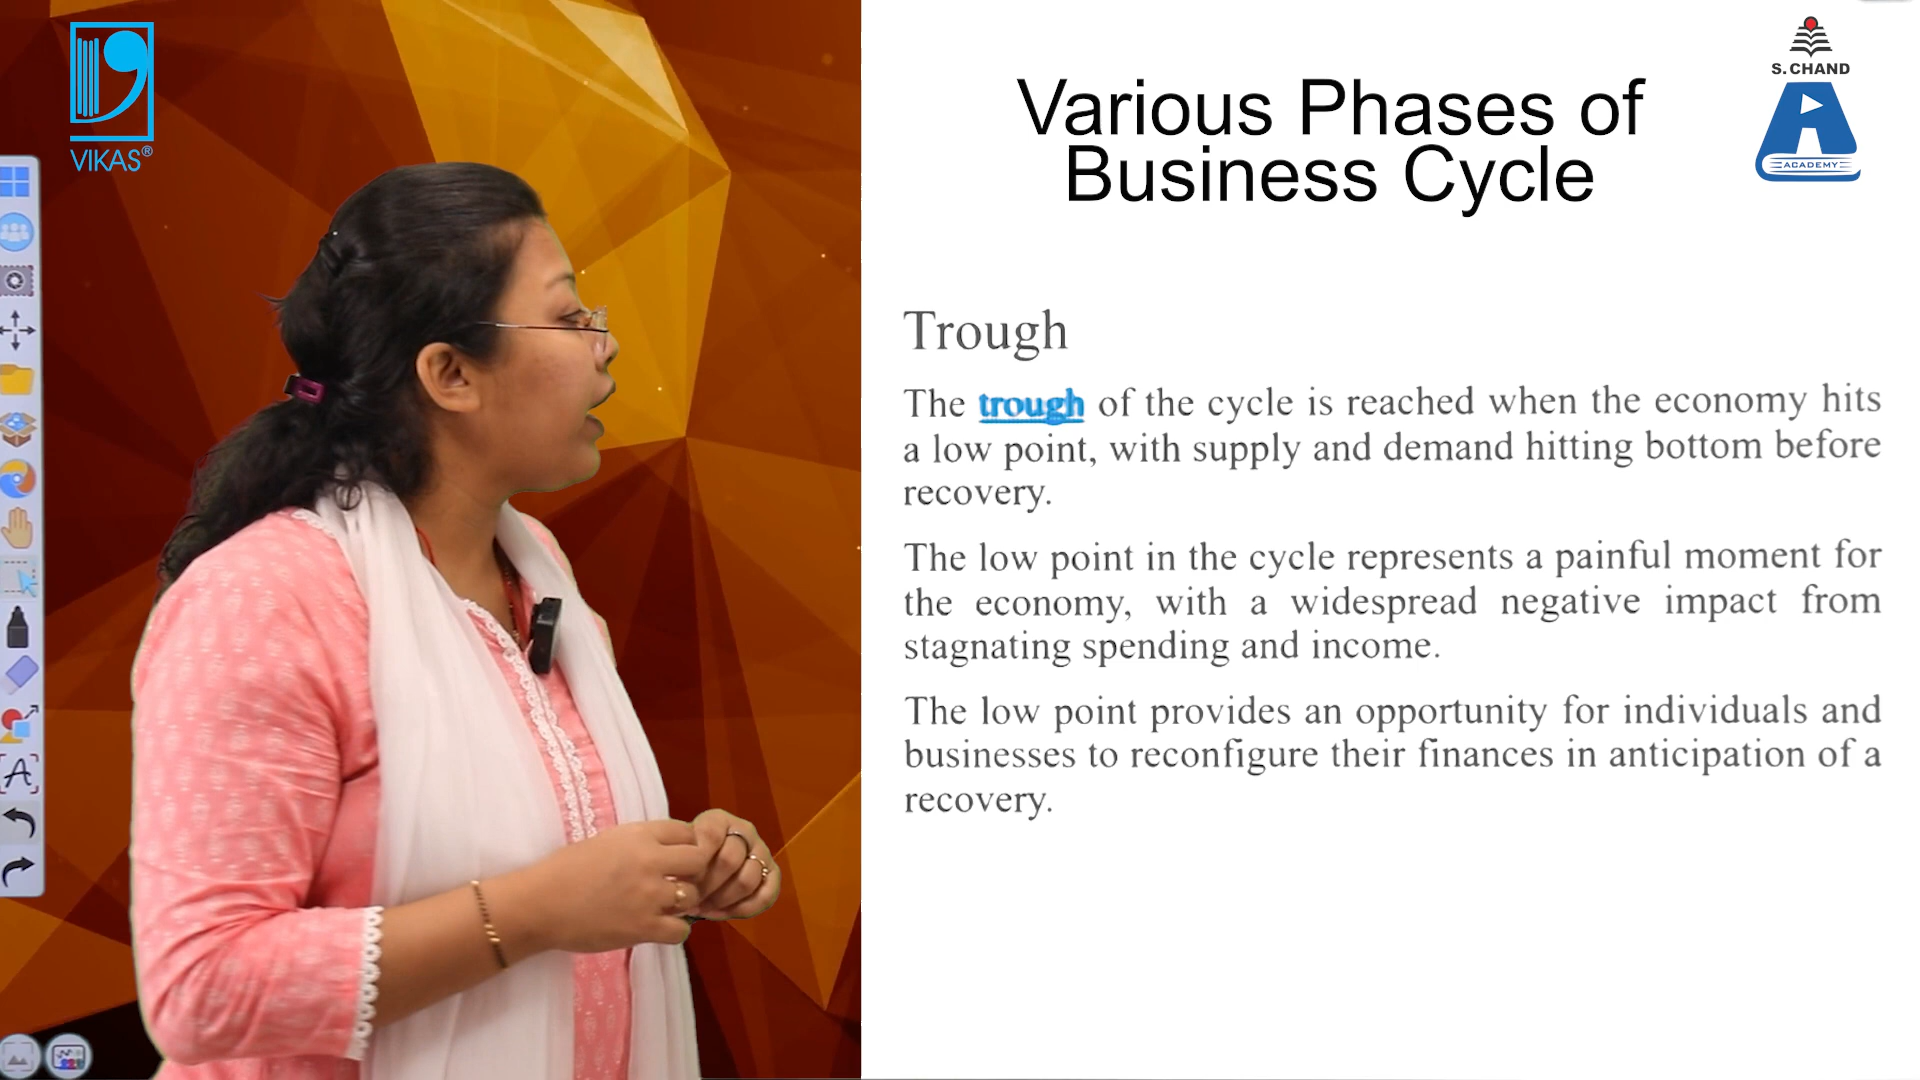 VIKAS®
S. CHAND
ACADEMY
Various Phases of
Business Cycle
Trough
The trough of the cycle is reached when the economy hits
a low point, with supply and demand hitting bottom before
recovery.
The low point in the cycle represents a painful moment for
the economy, with a widespread negative impact from
stagnating spending and income.
The low point provides an opportunity for individuals and
businesses to reconfigure their finances in anticipation of a
recovery.